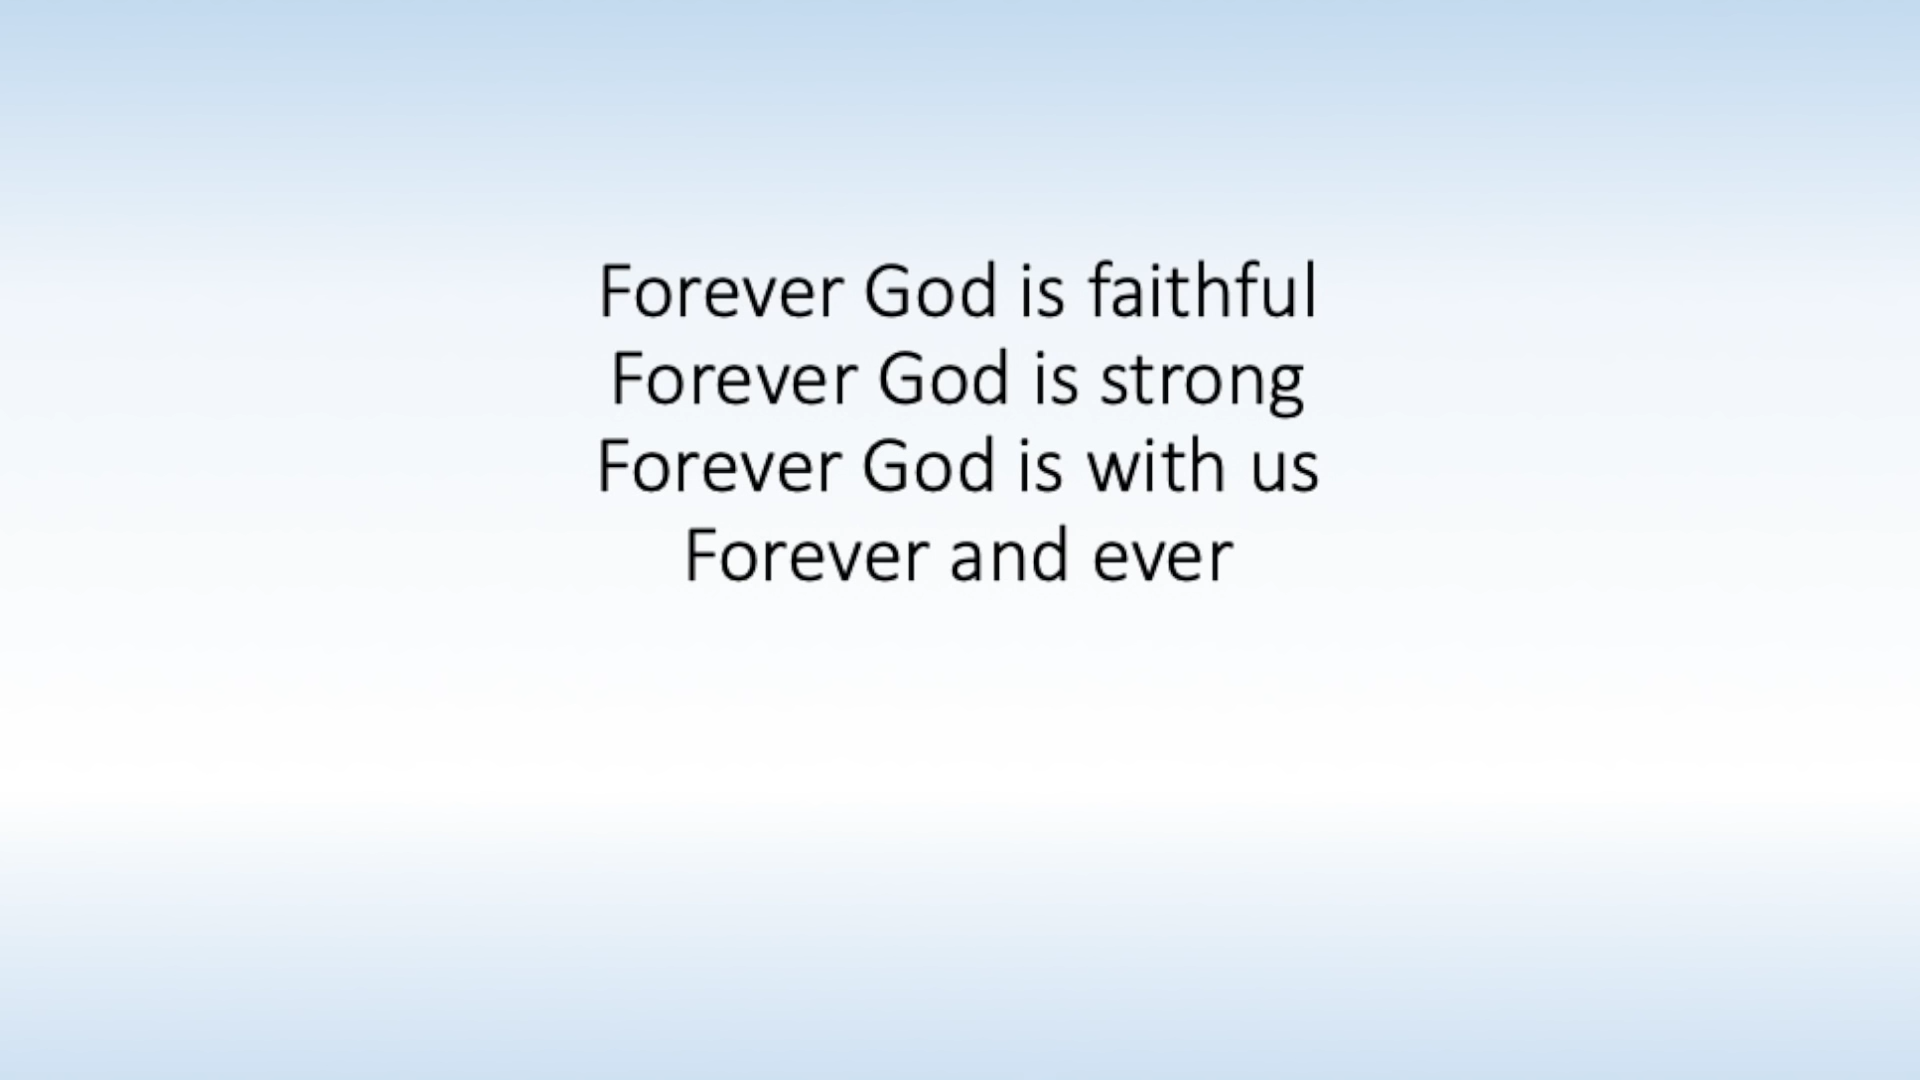 Forever God is faithful
Forever God is strong
Forever God is with us
Forever and ever